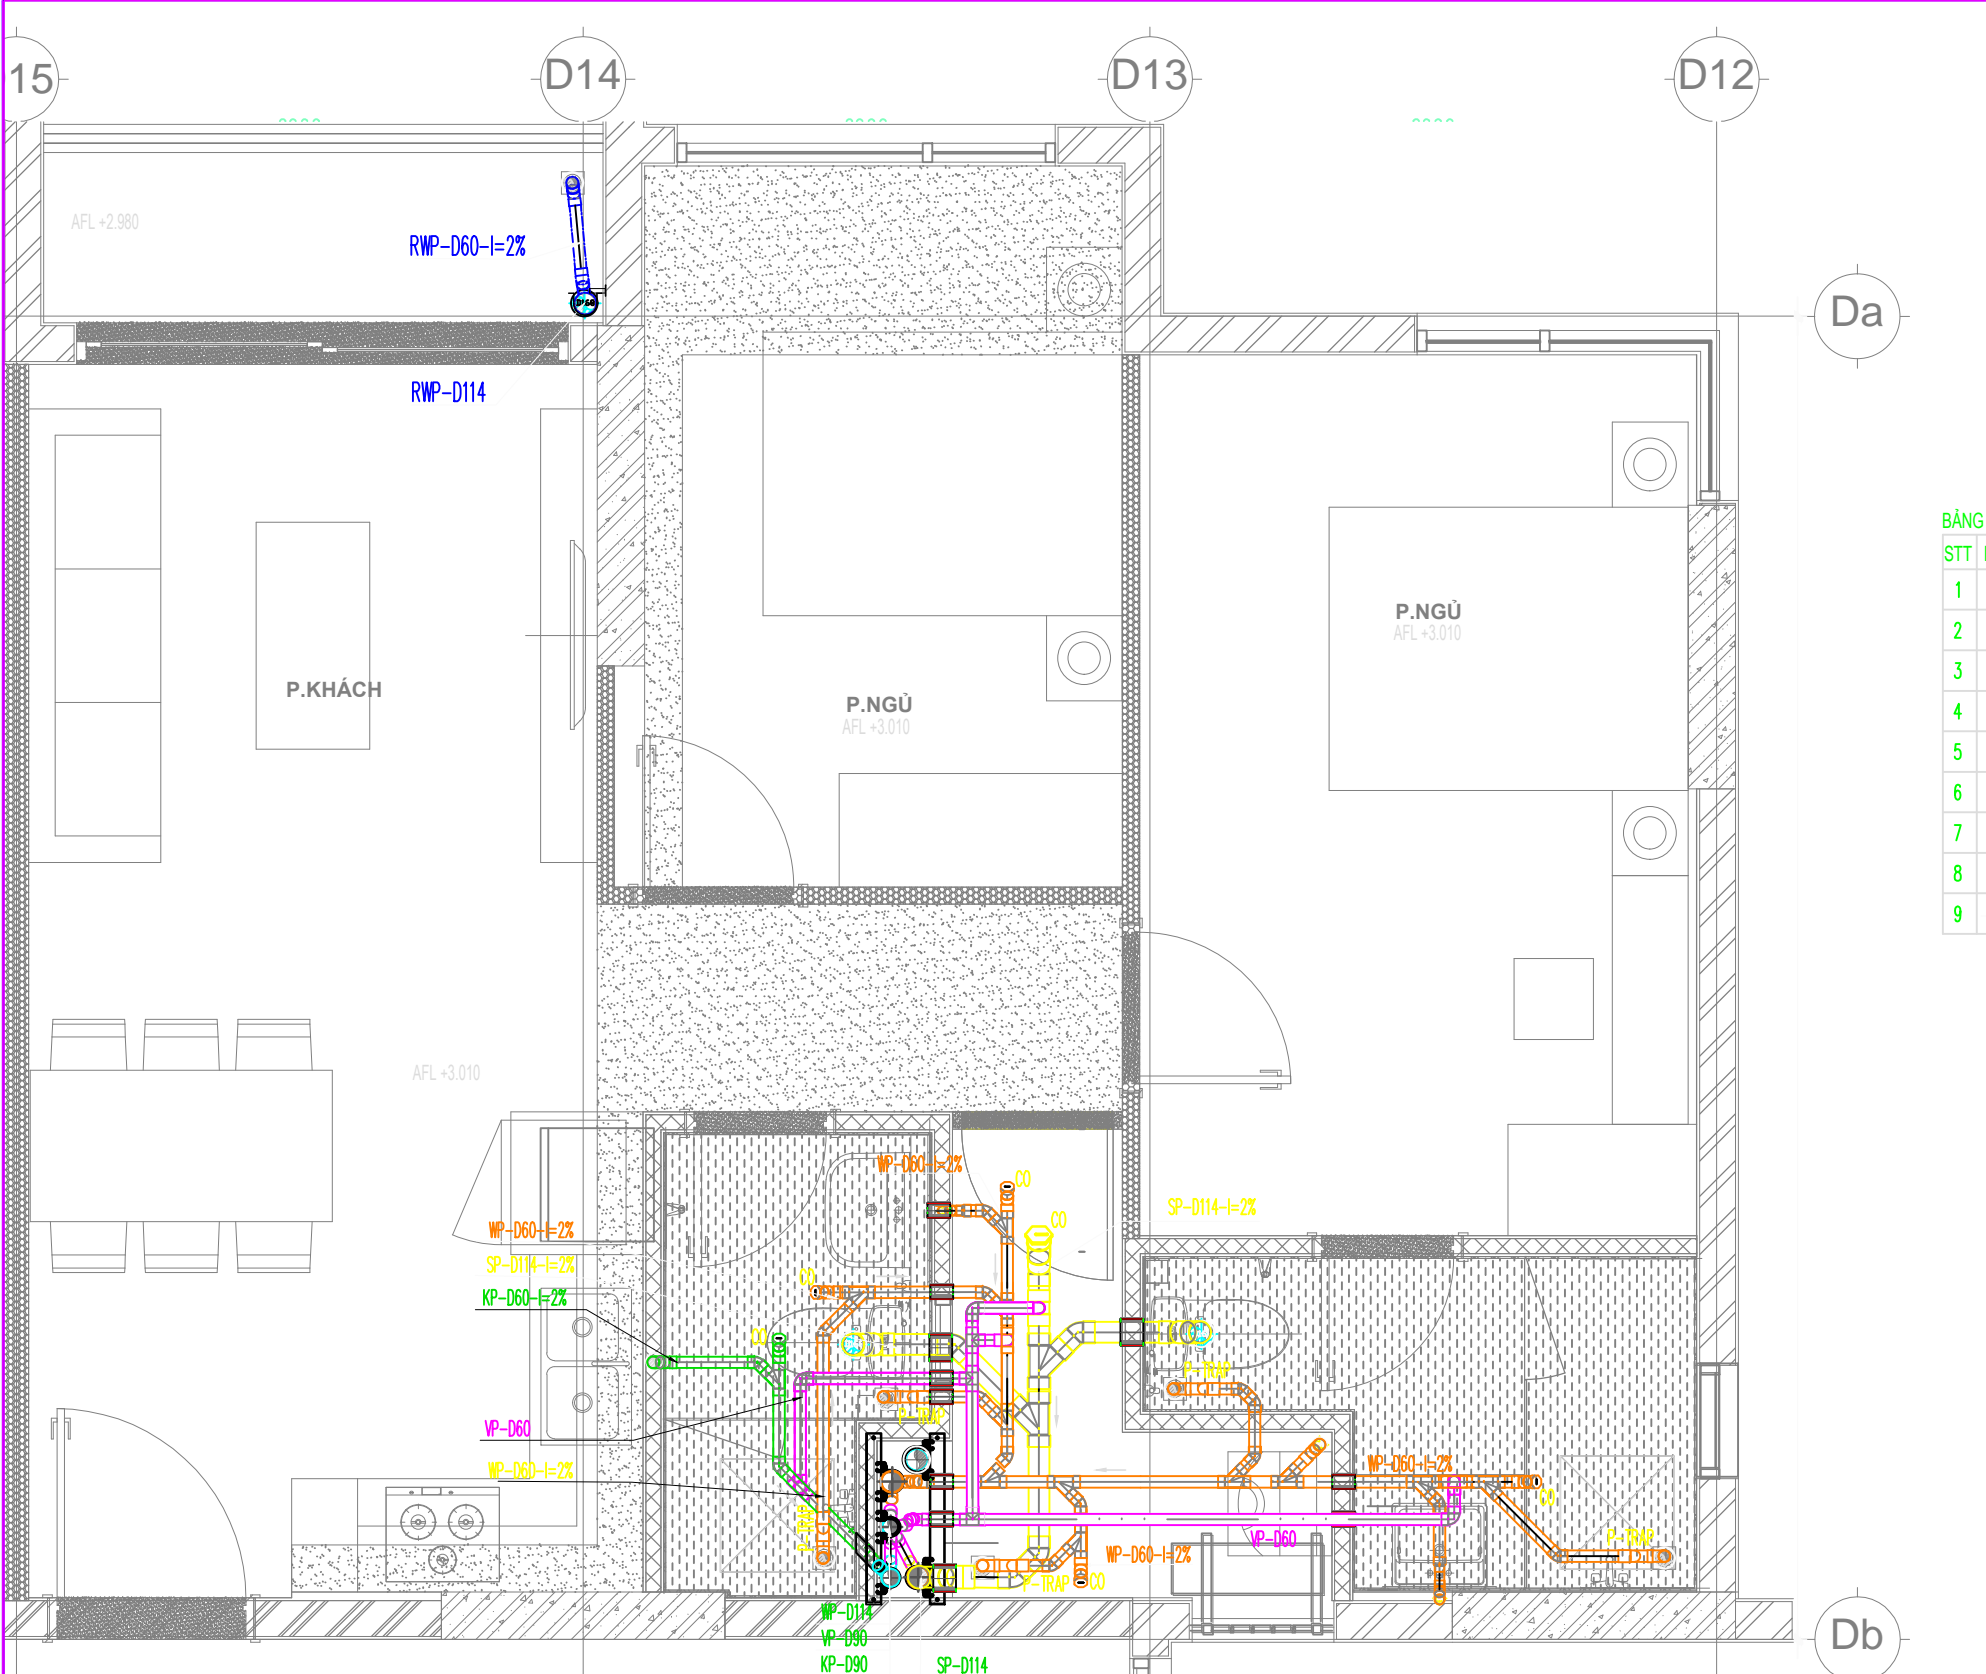 15
D14
D13
D12
AFL +2.980
RWP-D60-I=2%
Da
RWP-D114
BẢNG
STT
1
2
3
4
5
6
7
8
9
P.NGỦ
AFL +3.010
P.KHÁCH
P.NGỦ
AFL +3.010
AFL +3.010
WP-D60-I=2%
CO
SP-D114-I=2%
CO
WP-D60-I=2%
SP-D114-I=2%
CO
KP-D60-I=2%
CO
P-TRAP
P-TRAP
VP-D60
WP-D60-I=2%
WP-D60-I=2%
CO
P-TRAP
VP-D60
P-TRAP
WP-D60-I=2%
P-TRAP
CO
WP-D114
VP-D90
KP-D90
SP-D114
Db